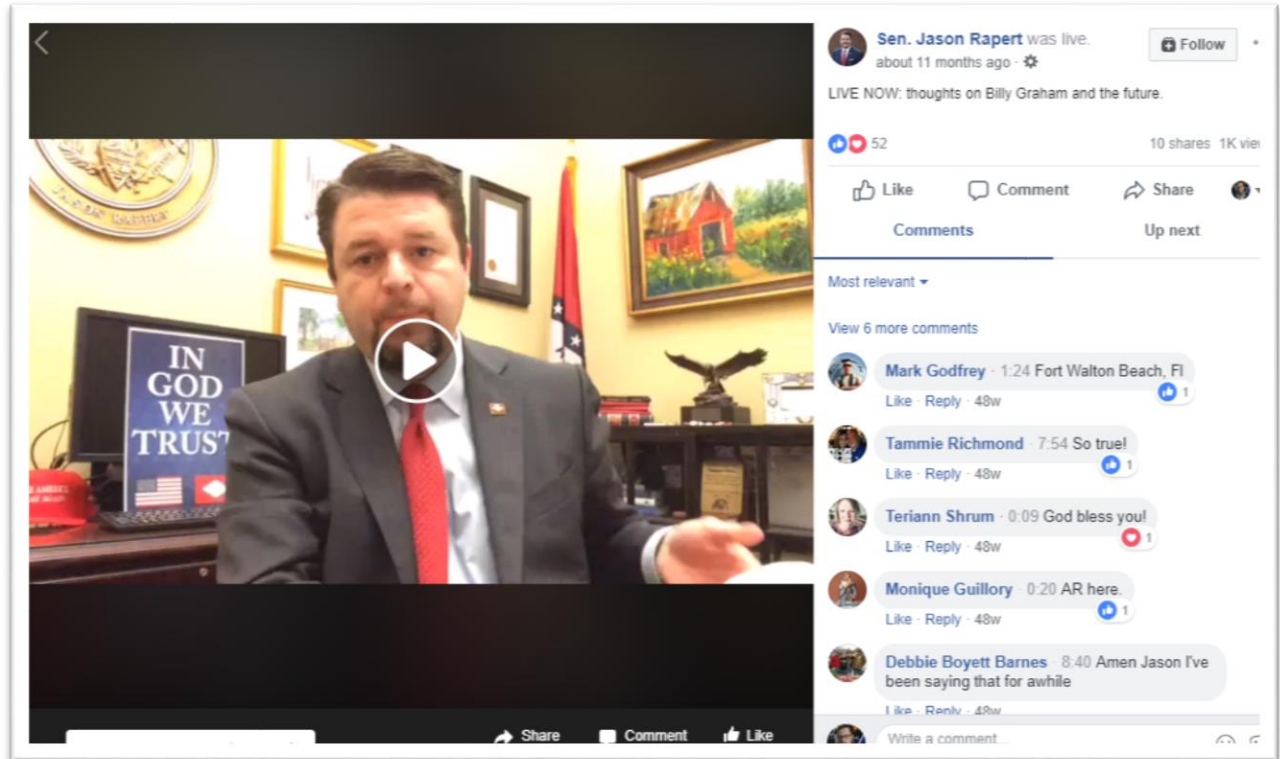 JASON RAPERT
IN
GOD
WE
TRUST
Share
Comment
Like
Sen. Jason Rapert was live.
about 11 months ago ·
Follow
LIVE NOW: thoughts on Billy Graham and the future.
52
10 shares 1K
Like
Comment
Share
Comments
Up next
Most relevant
View 6 more comments
Mark Godfrey · 1:24 Fort Walton Beach, Fl
1
Like · Reply · 48w
Tammie Richmond · 7:54 So true!
1
Like · Reply · 48w
Teriann Shrum · 0:09 God bless you!
1
Like · Reply · 48w
Monique Guillory · 0:20 AR here.
1
Like · Reply · 48w
Debbie Boyett Barnes · 8:40 Amen Jason I've
been saying that for awhile
Like · Reply · 48w
Write a comment...